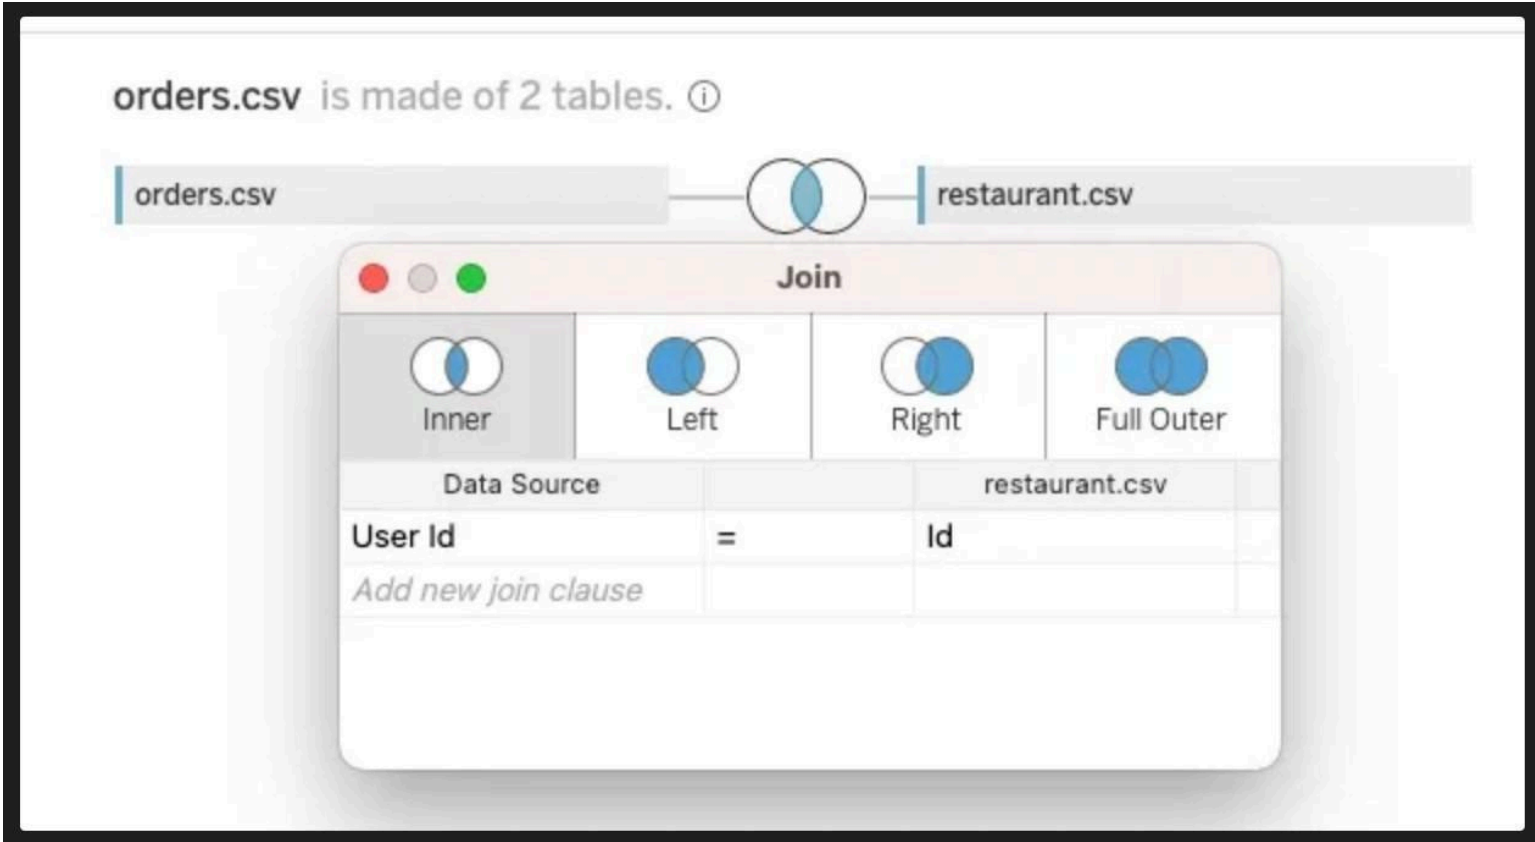 orders.csv is made of 2 tables. ⓘ
orders.csv restaurant.csv
Join
Inner Left Right Full Outer
Data Source restaurant.csv
User Id = Id
Add new join clause